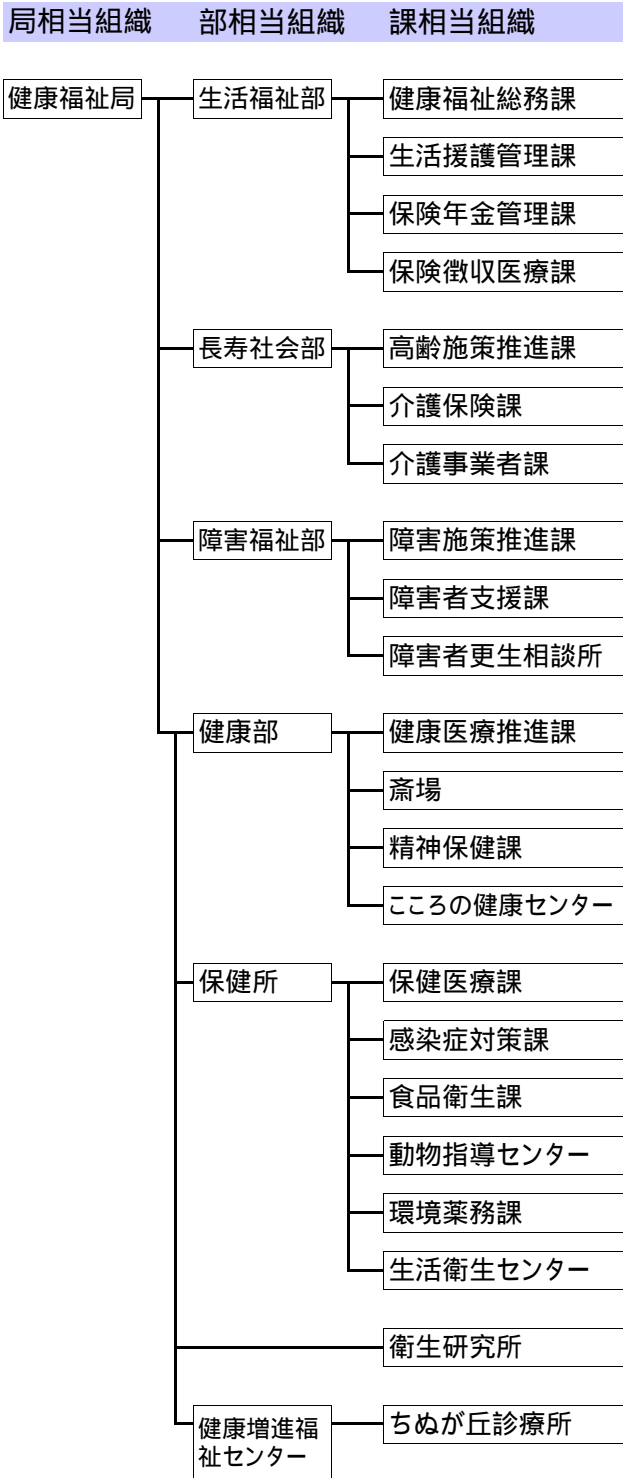 局相当組織 部相当組織 課相当組織
健康福祉局 生活福祉部 健康福祉総務課
生活援護管理課
保険年金管理課
保険徴収医療課
長寿社会部 高齢施策推進課
介護保険課
介護事業者課
障害福祉部 障害施策推進課
障害者支援課
障害者更生相談所
健康部 健康医療推進課
斎場
精神保健課
こころの健康センター
保健所 保健医療課
感染症対策課
食品衛生課
動物指導センター
環境薬務課
生活衛生センター
衛生研究所
健康増進福
祉センター
ちぬが丘診療所